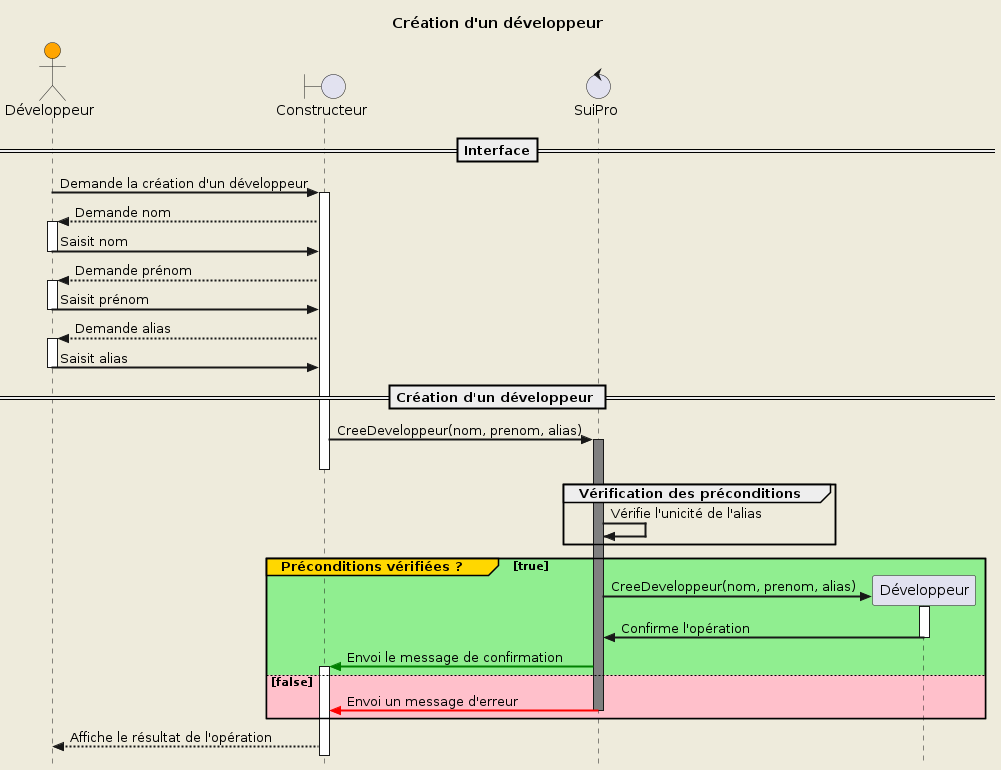 Création d'un développeur
Développeur
Constructeur
SuiPro
Interface
Demande la création d'un développeur
Demande nom
Saisit nom
Demande prénom
Saisit prénom
Demande alias
Saisit alias
Création d'un développeur
CreeDeveloppeur(nom, prenom, alias)
Vérification des préconditions
Vérifie l'unicité de l'alias
Préconditions vérifiées ? [true]
CreeDeveloppeur(nom, prenom, alias)
Développeur
Confirme l'opération
Envoi le message de confirmation
[false]
Envoi un message d'erreur
Affiche le résultat de l'opération